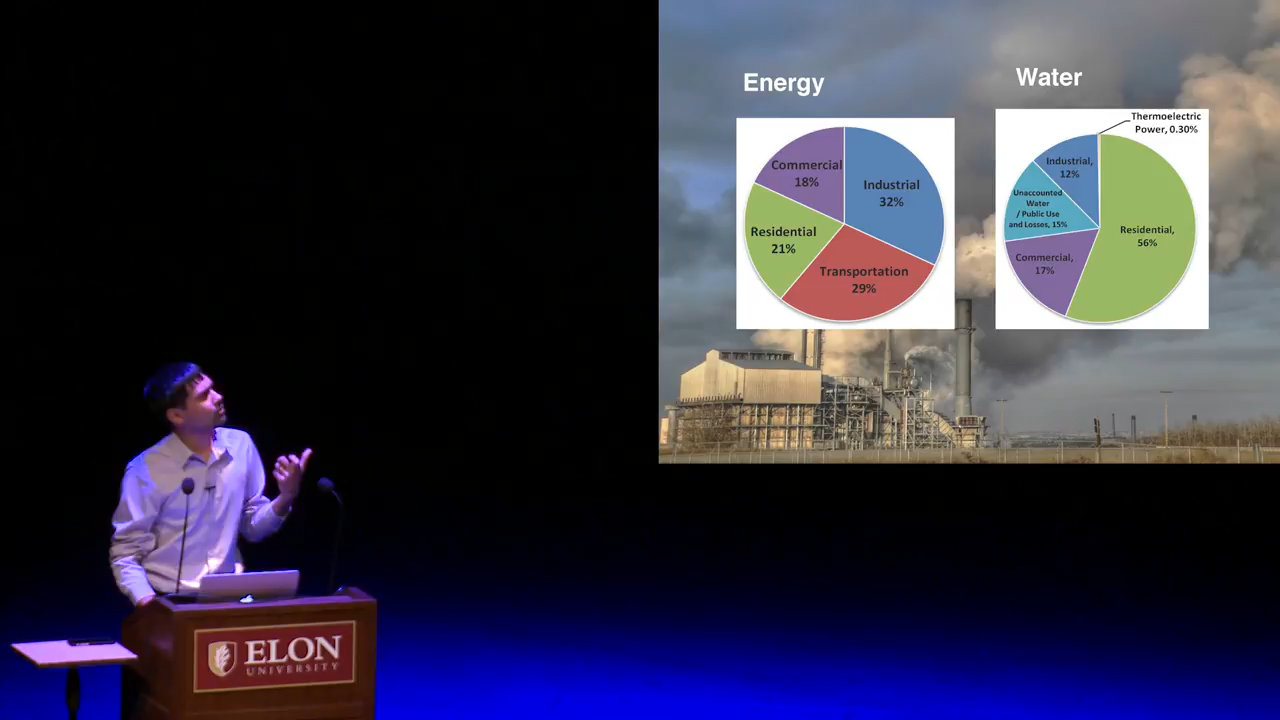 Energy
Water
Commercial
18%
Industrial
32%
Residential
21%
Transportation
29%
Thermoelectric
Power, 0.30%
Industrial,
12%
Unaccounted
Water
/ Public Use
and Losses, 15%
Residential,
56%
Commercial,
17%
ELON
UNIVERSITY